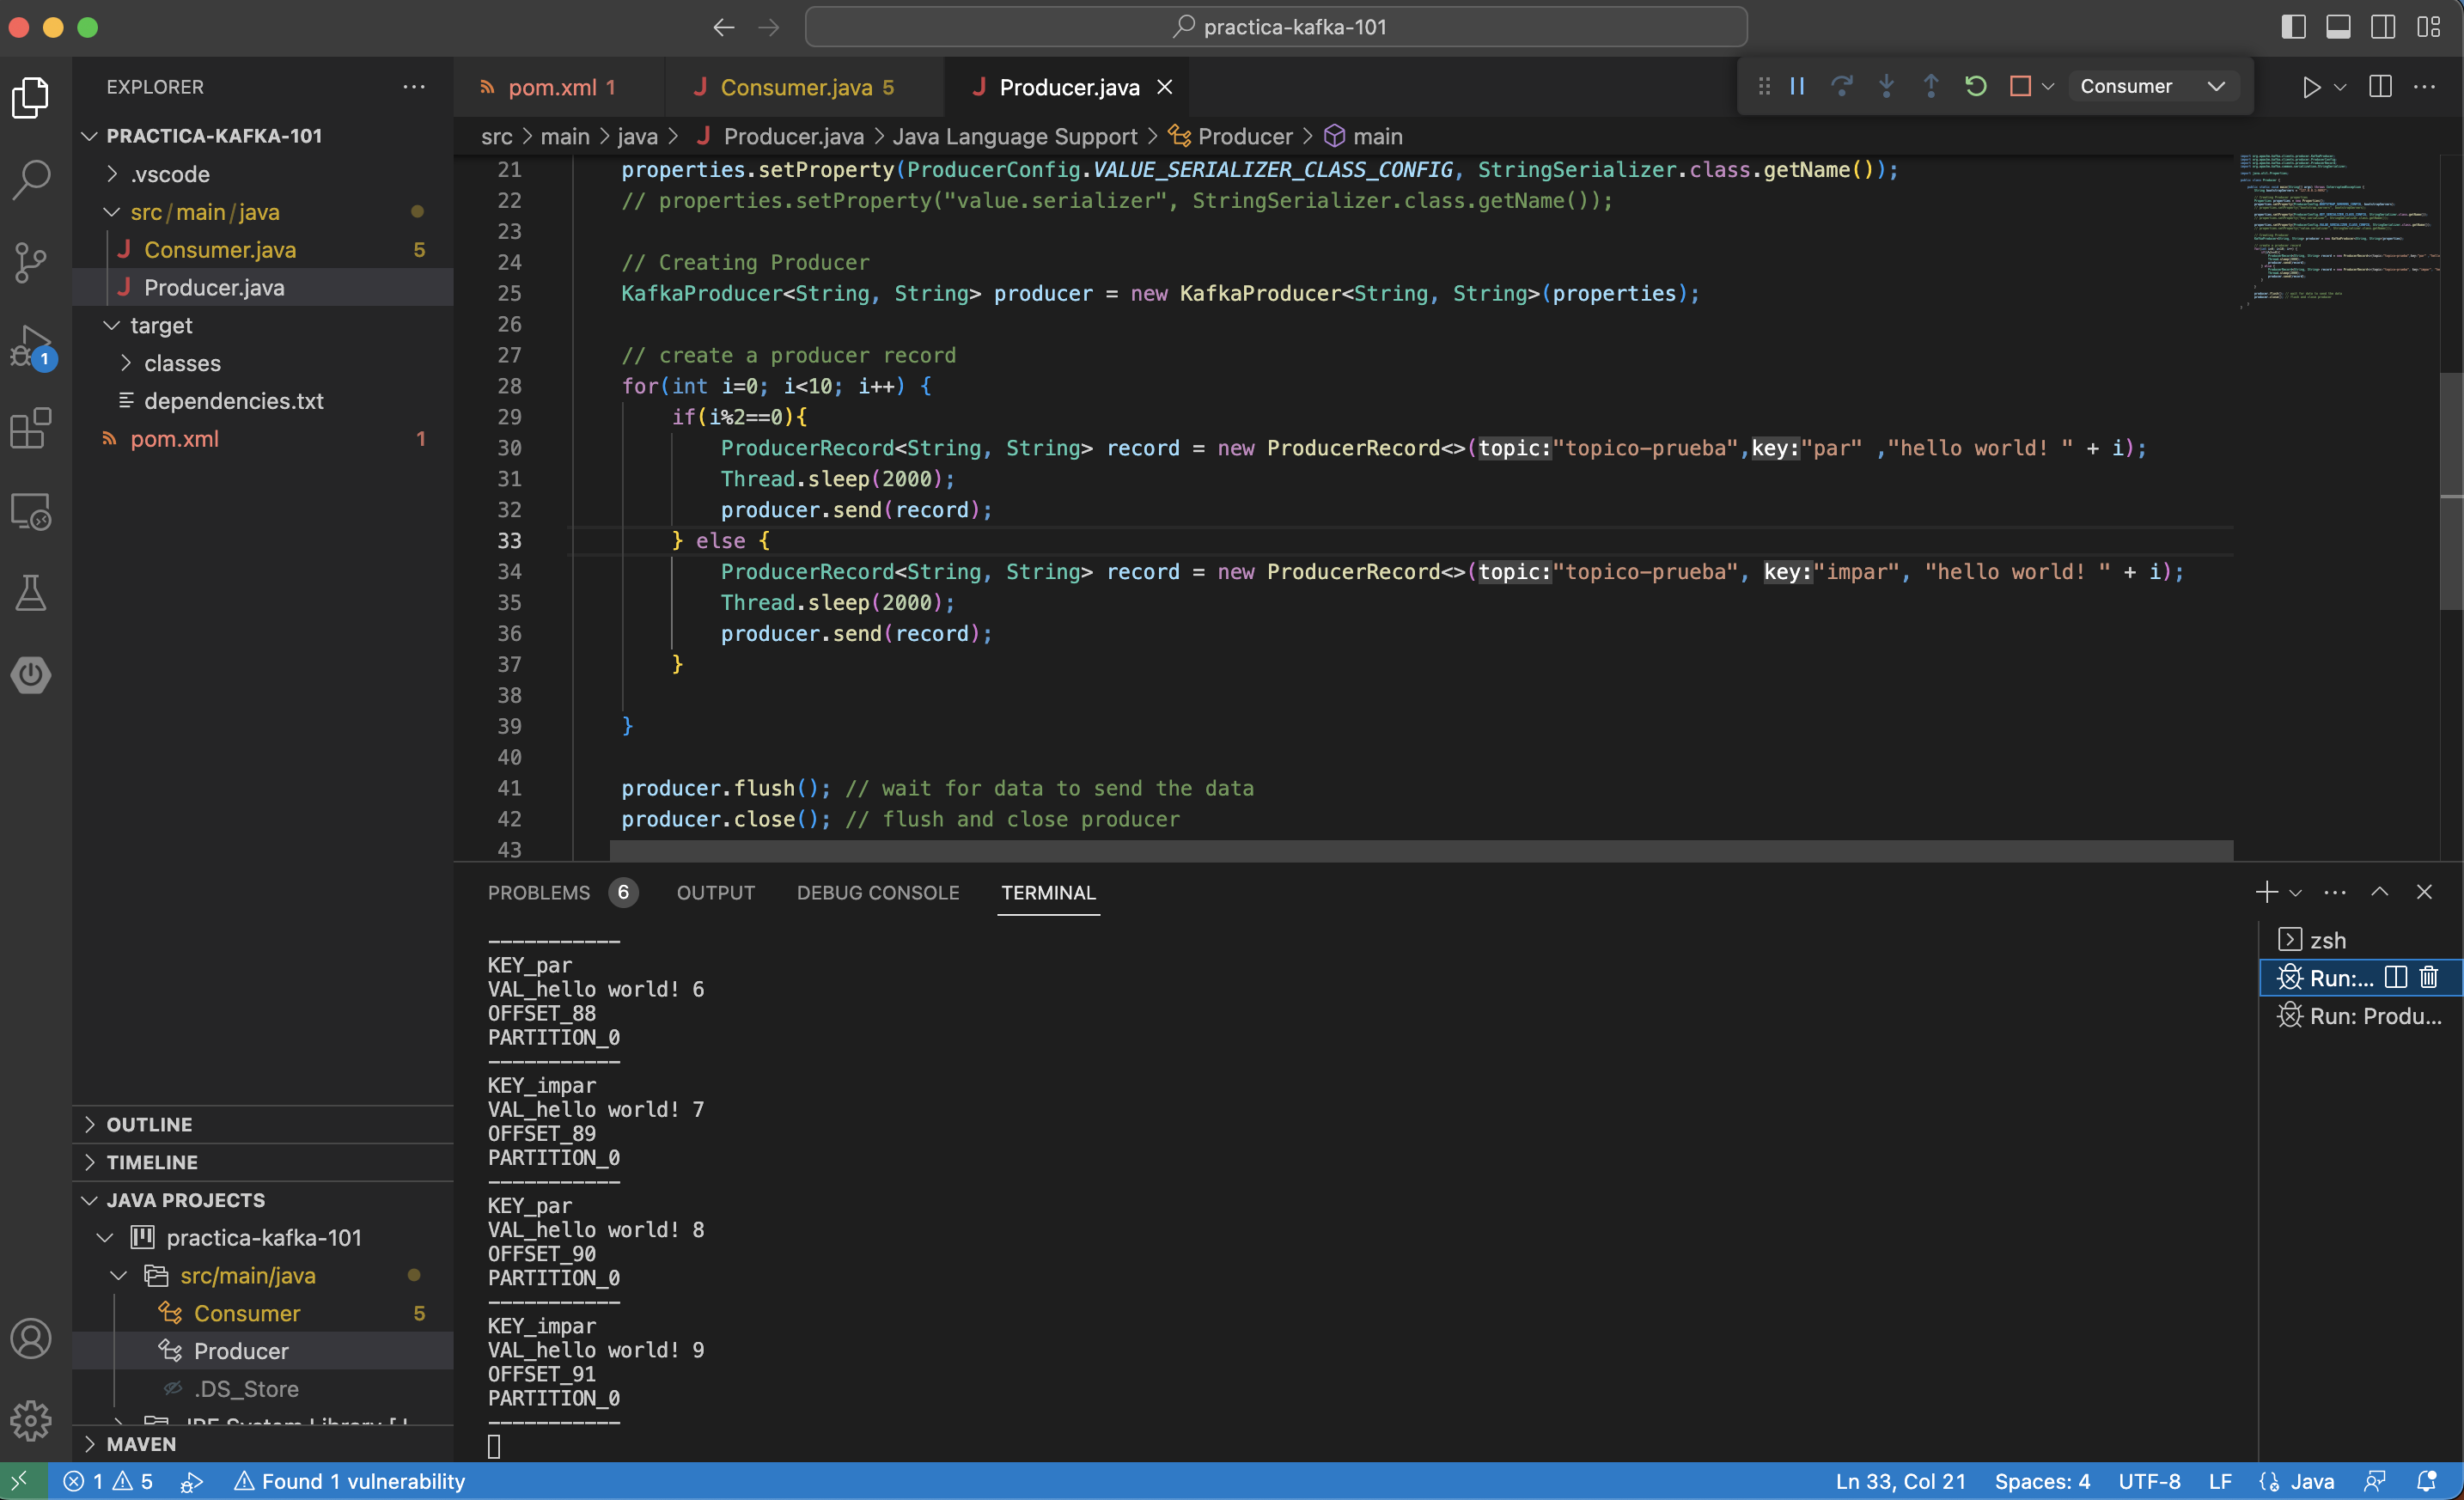 practica-kafka-101
EXPLORER
PRACTICA-KAFKA-101
.vscode
src/main/java
Consumer.java 5
Producer.java
target
classes
dependencies.txt
pom.xml 1
1
OUTLINE
TIMELINE
JAVA PROJECTS
practica-kafka-101
src/main/java
Consumer 5
Producer
.DS_Store
JRE System Library [J
MAVEN
pom.xml 1
Consumer.java 5
Producer.java
Consumer
src > main > java > Producer.java > Java Language Support > Producer > main
21 properties.setProperty(ProducerConfig.VALUE_SERIALIZER_CLASS_CONFIG, StringSerializer.class.getName());
22 // properties.setProperty("value.serializer", StringSerializer.class.getName());
23
24 // Creating Producer
25 KafkaProducer<String, String> producer = new KafkaProducer<String, String>(properties);
26
27 // create a producer record
28 for(int i=0; i<10; i++) {
29 if(i%2==0){
30 ProducerRecord<String, String> record = new ProducerRecord<>(topic:"topico-prueba",key:"par" ,"hello world! " + i);
31 Thread.sleep(2000);
32 producer.send(record);
33 } else {
34 ProducerRecord<String, String> record = new ProducerRecord<>(topic:"topico-prueba", key:"impar", "hello world! " + i);
35 Thread.sleep(2000);
36 producer.send(record);
37 }
38
39 }
40
41 producer.flush(); // wait for data to send the data
42 producer.close(); // flush and close producer
43
PROBLEMS 6 OUTPUT DEBUG CONSOLE TERMINAL
-----------
KEY_par
VAL_hello world! 6
OFFSET_88
PARTITION_0
-----------
KEY_impar
VAL_hello world! 7
OFFSET_89
PARTITION_0
-----------
KEY_par
VAL_hello world! 8
OFFSET_90
PARTITION_0
-----------
KEY_impar
VAL_hello world! 9
OFFSET_91
PARTITION_0
-----------
zsh
Run:...
Run: Produ...
1 5 Found 1 vulnerability
Ln 33, Col 21 Spaces: 4 UTF-8 LF Java